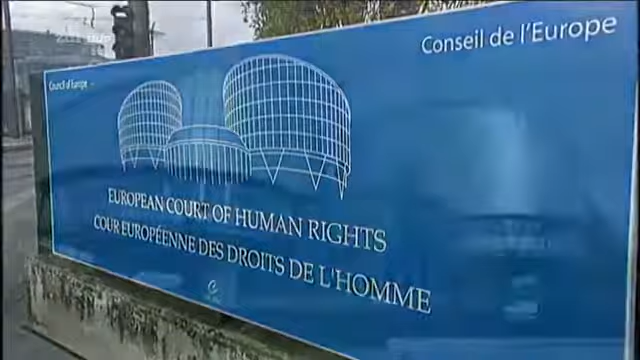 Council of Europe
Conseil de l'Europe
EUROPEAN COURT OF HUMAN RIGHTS
COUR EUROPÉENNE DES DROITS DE L'HOMME